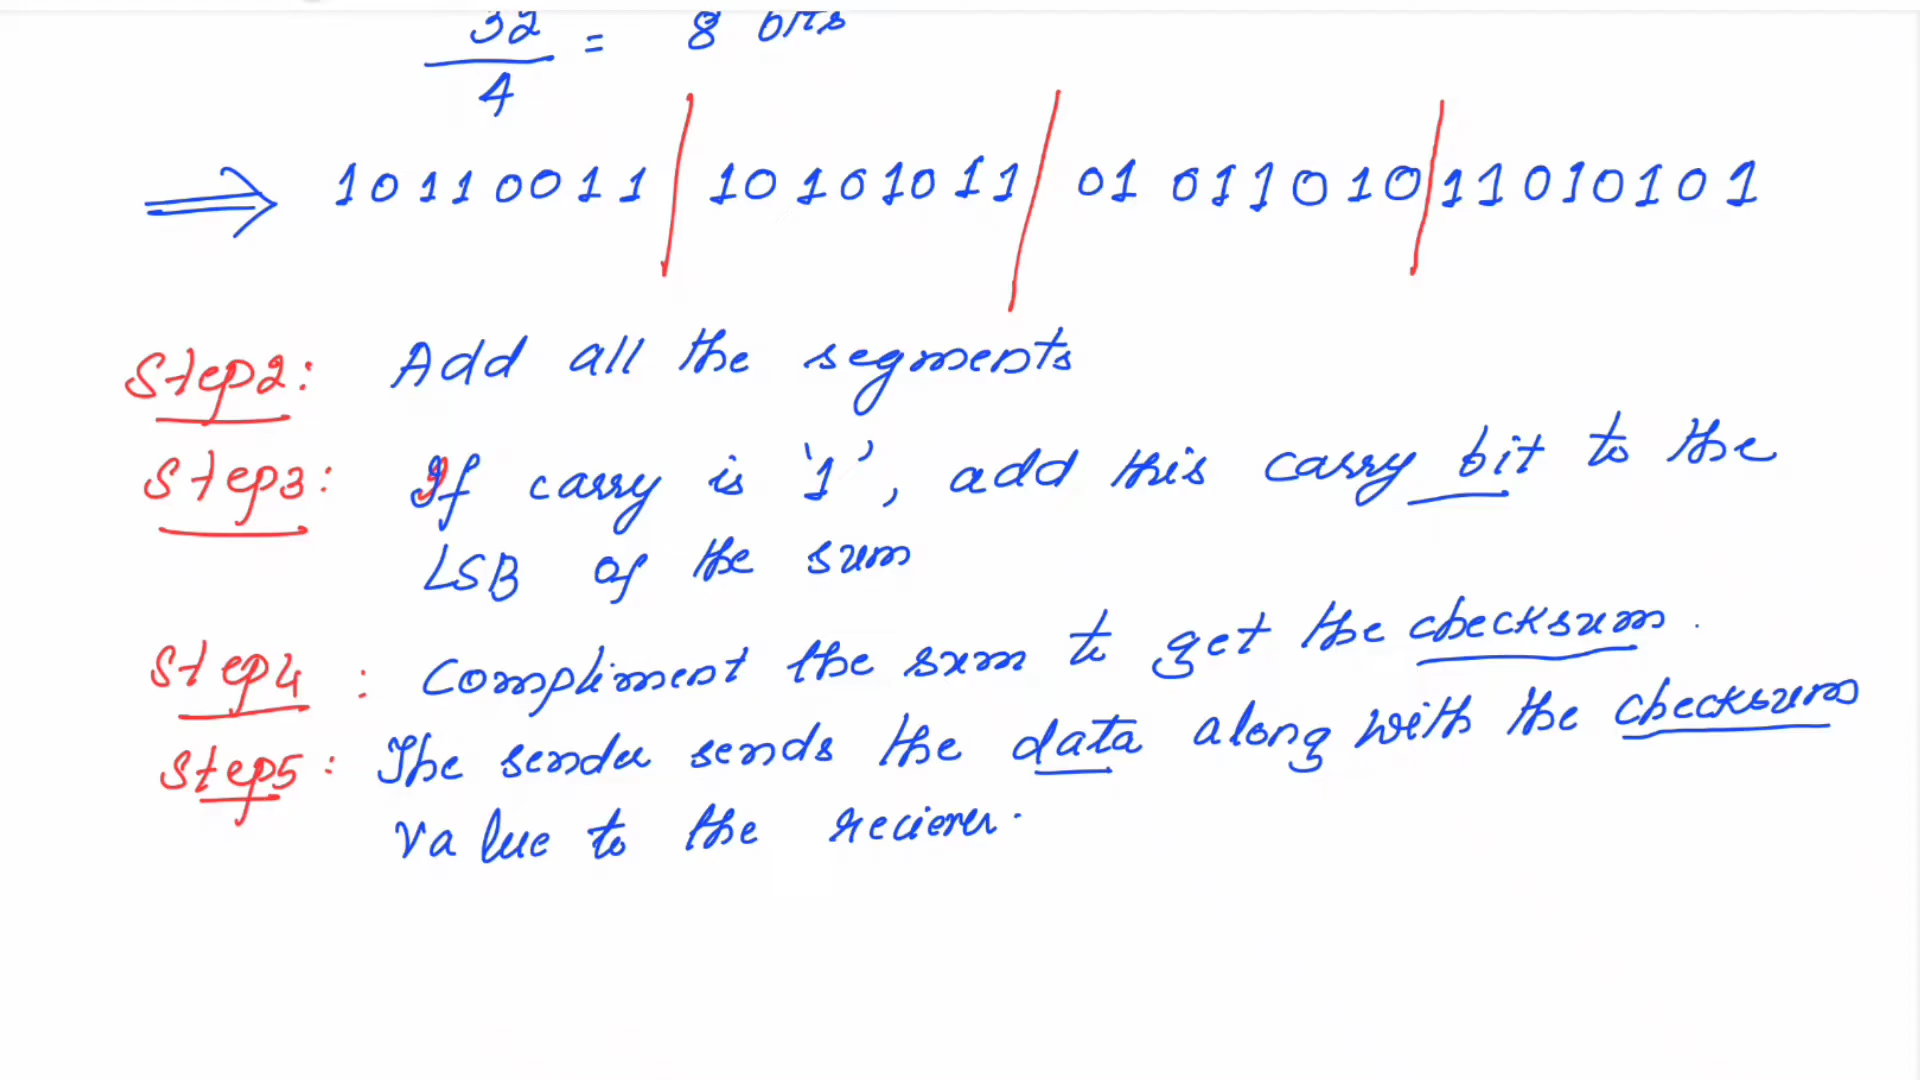 32
— = 8 bits
4
⟹ 10110011 | 10101011 | 01011010 | 11010101
Step2: Add all the segments
Step3: If carry is '1', add this carry bit to the
LSB of the sum
Step4 : Compliment the sum to get the checksum.
Step5: The sender sends the data along with the checksum
value to the reciever.